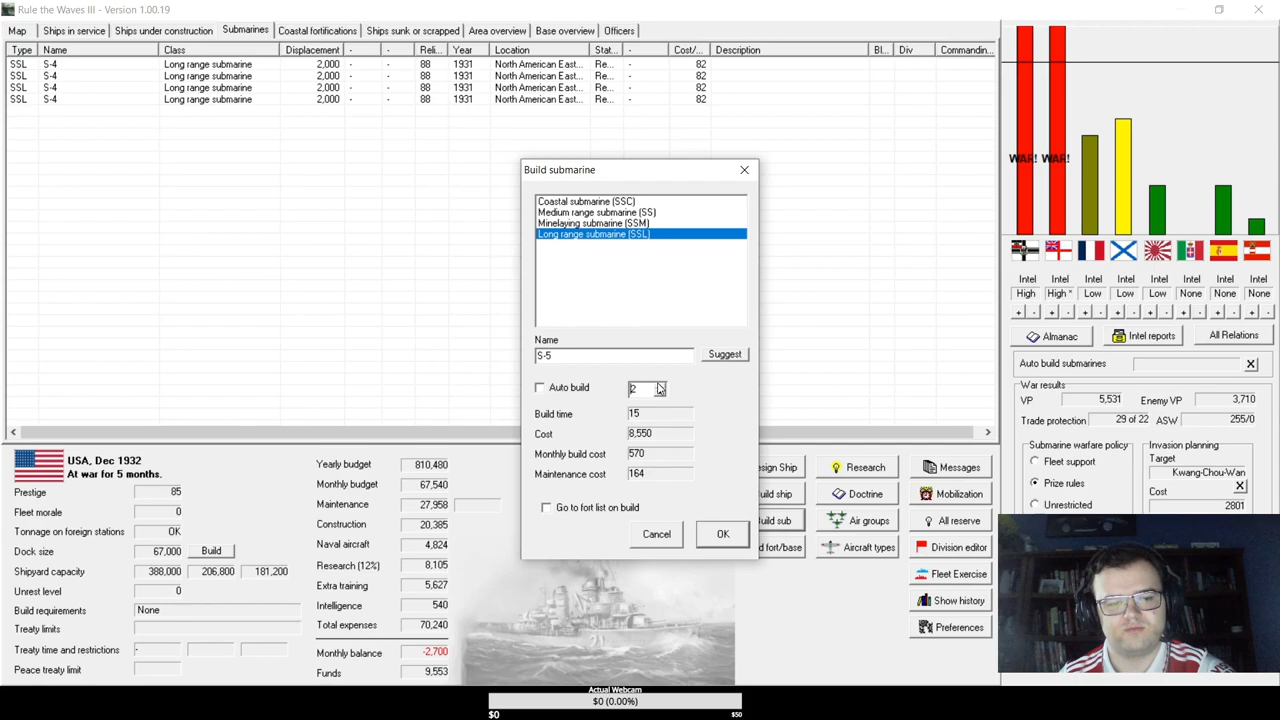 Rule the Waves III - Version 1.00.19
Map Ships in service Ships under construction Submarines Coastal fortifications Ships sunk or scrapped Area overview Base overview Officers
Type Name Class Displacement - - Reli... Year Location Stat... - Cost/... Description Bl... Div Commandin...
SSL S-4 Long range submarine 2,000 - - 88 1931 North American East... Re... - 82
SSL S-4 Long range submarine 2,000 - - 88 1931 North American East... Re... - 82
SSL S-4 Long range submarine 2,000 - - 88 1931 North American East... Re... - 82
SSL S-4 Long range submarine 2,000 - - 88 1931 North American East... Re... - 82
WAR! WAR!
Build submarine
Coastal submarine (SSC)
Medium range submarine (SS)
Minelaying submarine (SSM)
Long range submarine (SSL)
Name
S-5 Suggest
Auto build 2
Build time 15
Cost 8,550
Monthly build cost 570
Maintenance cost 164
Go to fort list on build
Cancel OK
Intel Intel Intel Intel Intel Intel Intel Intel
High High * Low Low Low None None None
+ - + - + - + - + - + - + - + -
Almanac Intel reports All Relations
Auto build submarines X
War results
VP 5,531 Enemy VP 3,710
Trade protection 29 of 22 ASW 255/0
Submarine warfare policy
Fleet support
Prize rules
Unrestricted
Invasion planning
Target
Kwang-Chou-Wan
Cost X
2801
USA, Dec 1932
At war for 5 months.
Prestige 85
Fleet morale 0
Tonnage on foreign stations OK
Dock size 67,000 Build
Shipyard capacity 388,000 206,800 181,200
Unrest level 0
Build requirements None
Treaty limits
Treaty time and restrictions -
Peace treaty limit
Yearly budget 810,480
Monthly budget 67,540
Maintenance 27,958
Construction 20,385
Naval aircraft 4,824
Research (12%) 8,105
Extra training 5,627
Intelligence 540
Total expenses 70,240
Monthly balance -2,700
Funds 9,553
esign Ship Research Messages
uild ship Doctrine Mobilization
uild sub Air groups All reserve
d fort/base Aircraft types Division editor
Fleet Exercise
Show history
Preferences
Actual Webcam
$0 (0.00%)
$0 $50